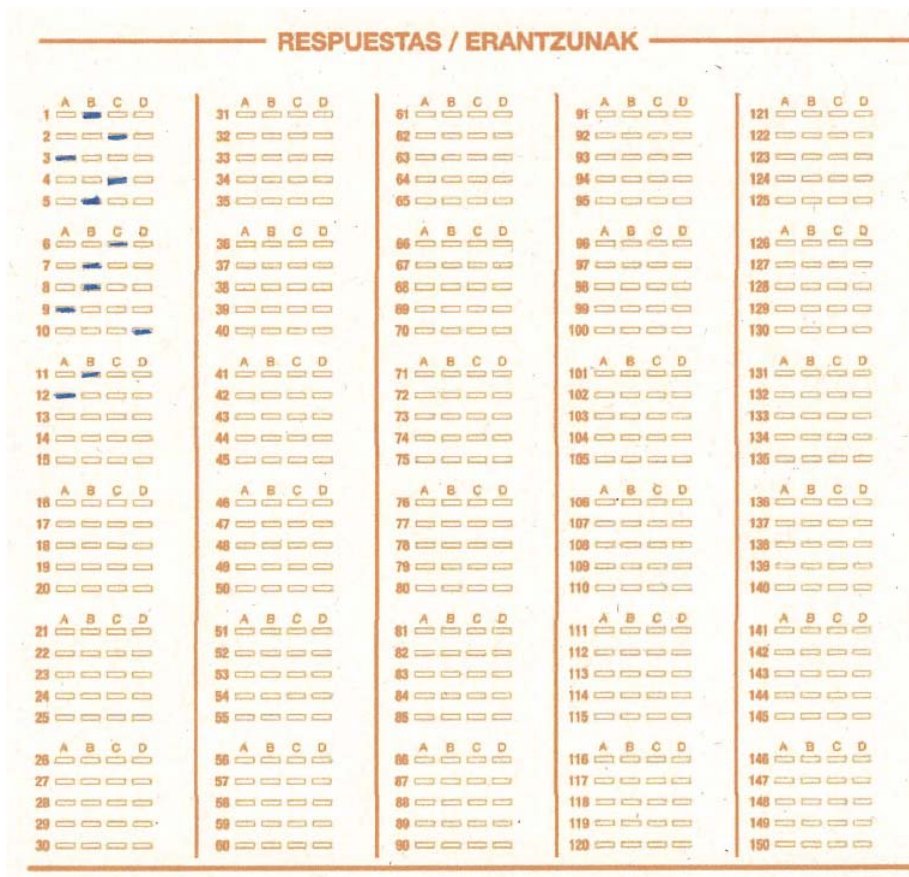 RESPUESTAS / ERANTZUNAK
A B C D A B C D A B C D A B C D A B C D
1 31 61 91 121
2 32 62 92 122
3 33 63 93 123
4 34 64 94 124
5 35 65 95 125
A B C D A B C D A B C D A B C D A B C D
6 36 66 96 126
7 37 67 97 127
8 38 68 98 128
9 39 69 99 129
10 40 70 100 130
A B C D A B C D A B C D A B C D A B C D
11 41 71 101 131
12 42 72 102 132
13 43 73 103 133
14 44 74 104 134
15 45 75 105 135
A B C D A B C D A B C D A B C D A B C D
16 46 76 106 136
17 47 77 107 137
18 48 78 108 138
19 49 79 109 139
20 50 80 110 140
A B C D A B C D A B C D A B C D A B C D
21 51 81 111 141
22 52 82 112 142
23 53 83 113 143
24 54 84 114 144
25 55 85 115 145
A B C D A B C D A B C D A B C D A B C D
26 56 86 116 146
27 57 87 117 147
28 58 88 118 148
29 59 89 119 149
30 60 90 120 150